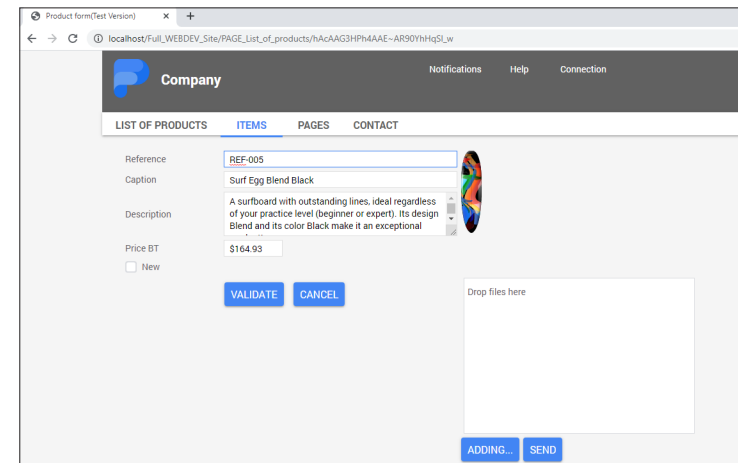 Product form(Test Version)
localhost/Full_WEBDEV_Site/PAGE_List_of_products/hAcAAG3HPh4AAE~AR90YhHqSI_w
Company
Notifications Help Connection
LIST OF PRODUCTS ITEMS PAGES CONTACT
Reference REF-005
Caption Surf Egg Blend Black
Description
A surfboard with outstanding lines, ideal regardless
of your practice level (beginner or expert). Its design
Blend and its color Black make it an exceptional
Price BT $164.93
New
VALIDATE CANCEL
Drop files here
ADDING... SEND